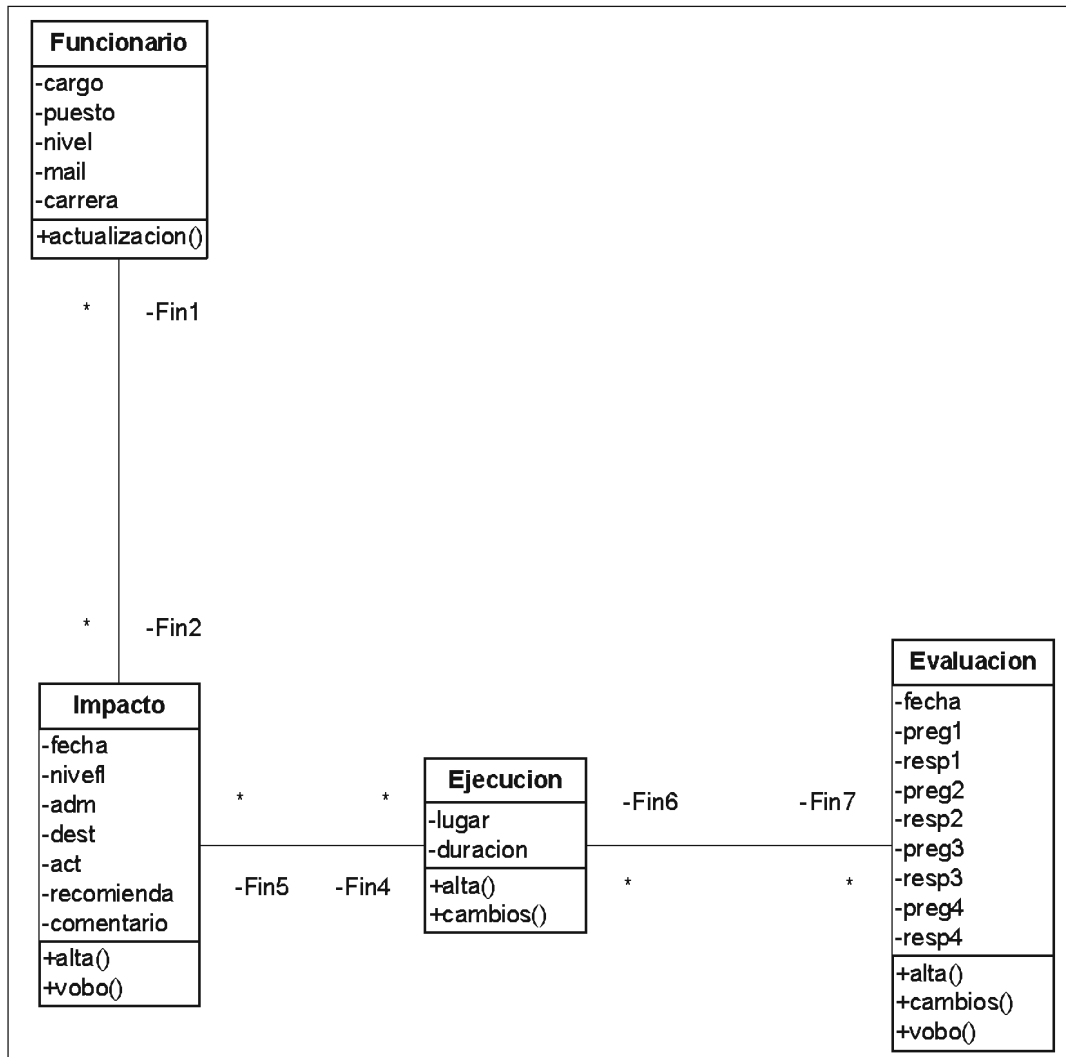 Funcionario
-cargo
-puesto
-nivel
-mail
-carrera
+actualizacion()
* -Fin1
* -Fin2
Impacto
-fecha
-nivefl
-adm
-dest
-act
-recomienda
-comentario
+alta()
+vobo()
* *
-Fin5 -Fin4
Ejecucion
-lugar
-duracion
+alta()
+cambios()
-Fin6 -Fin7
* *
Evaluacion
-fecha
-preg1
-resp1
-preg2
-resp2
-preg3
-resp3
-preg4
-resp4
+alta()
+cambios()
+vobo()